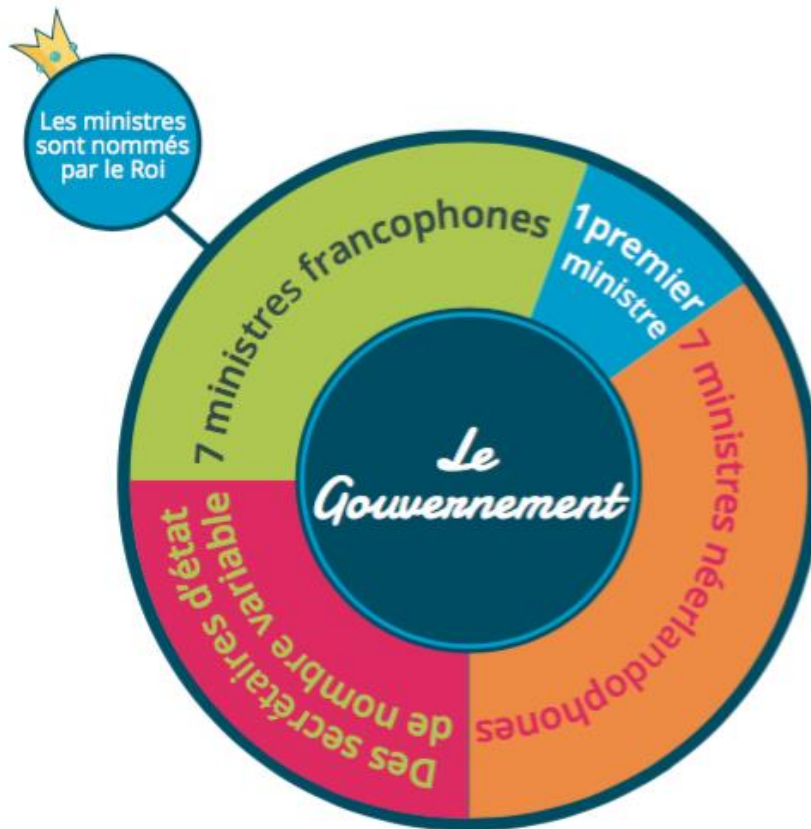 Les ministres
sont nommés
par le Roi
7 ministres francophones
1premier
ministre
7 ministres néerlandophones
Des secrétaires d'état
de nombre variable
Le
Gouvernement